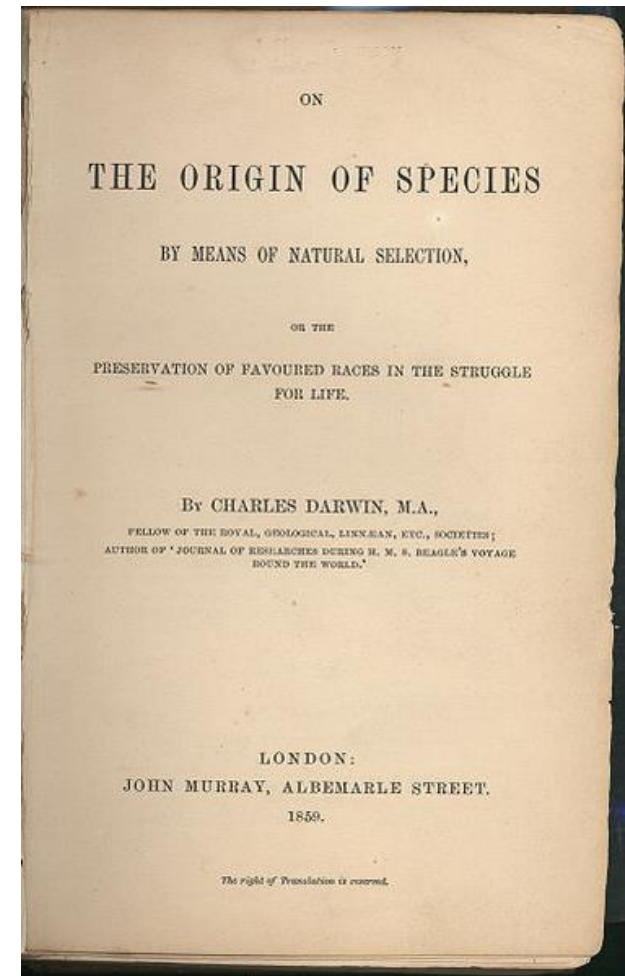 ON
THE ORIGIN OF SPECIES
BY MEANS OF NATURAL SELECTION,
OR THE
PRESERVATION OF FAVOURED RACES IN THE STRUGGLE
FOR LIFE.
BY CHARLES DARWIN, M.A.,
FELLOW OF THE ROYAL, GEOLOGICAL, LINNÆAN, ETC., SOCIETIES;
AUTHOR OF 'JOURNAL OF RESEARCHES DURING H. M. S. BEAGLE'S VOYAGE
ROUND THE WORLD.'
LONDON:
JOHN MURRAY, ALBEMARLE STREET.
1859.
The right of Translation is reserved.